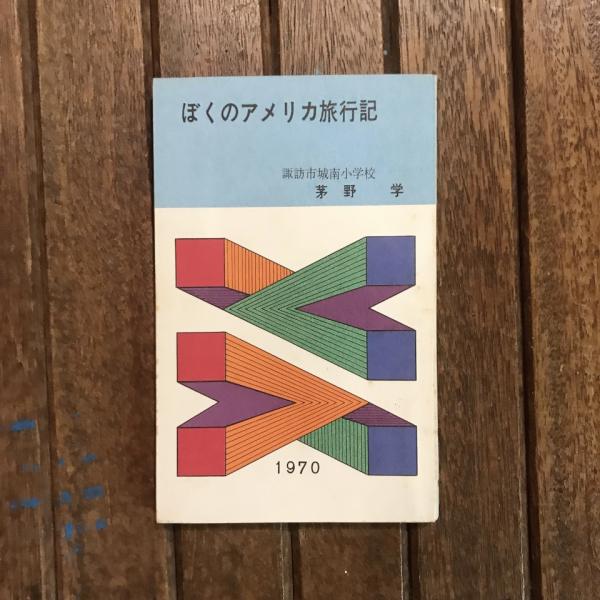 ぼくのアメリカ旅行記
諏訪市城南小学校
茅野 学
1970